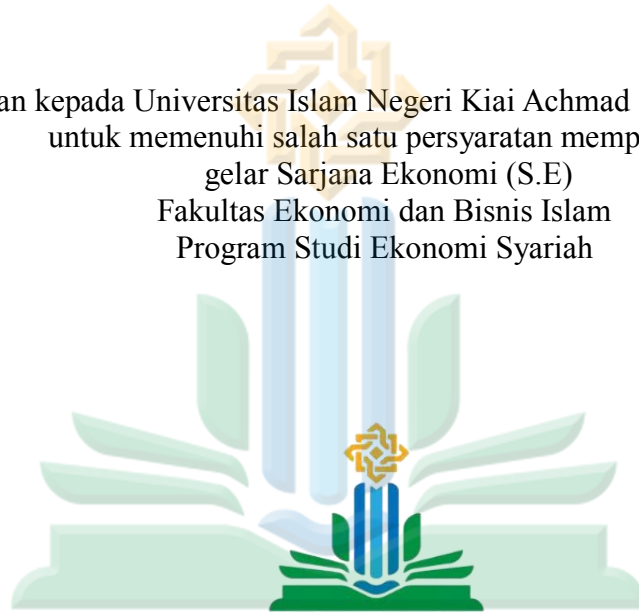 an kepada Universitas Islam Negeri Kiai Achmad
untuk memenuhi salah satu persyaratan memp
gelar Sarjana Ekonomi (S.E)
Fakultas Ekonomi dan Bisnis Islam
Program Studi Ekonomi Syariah